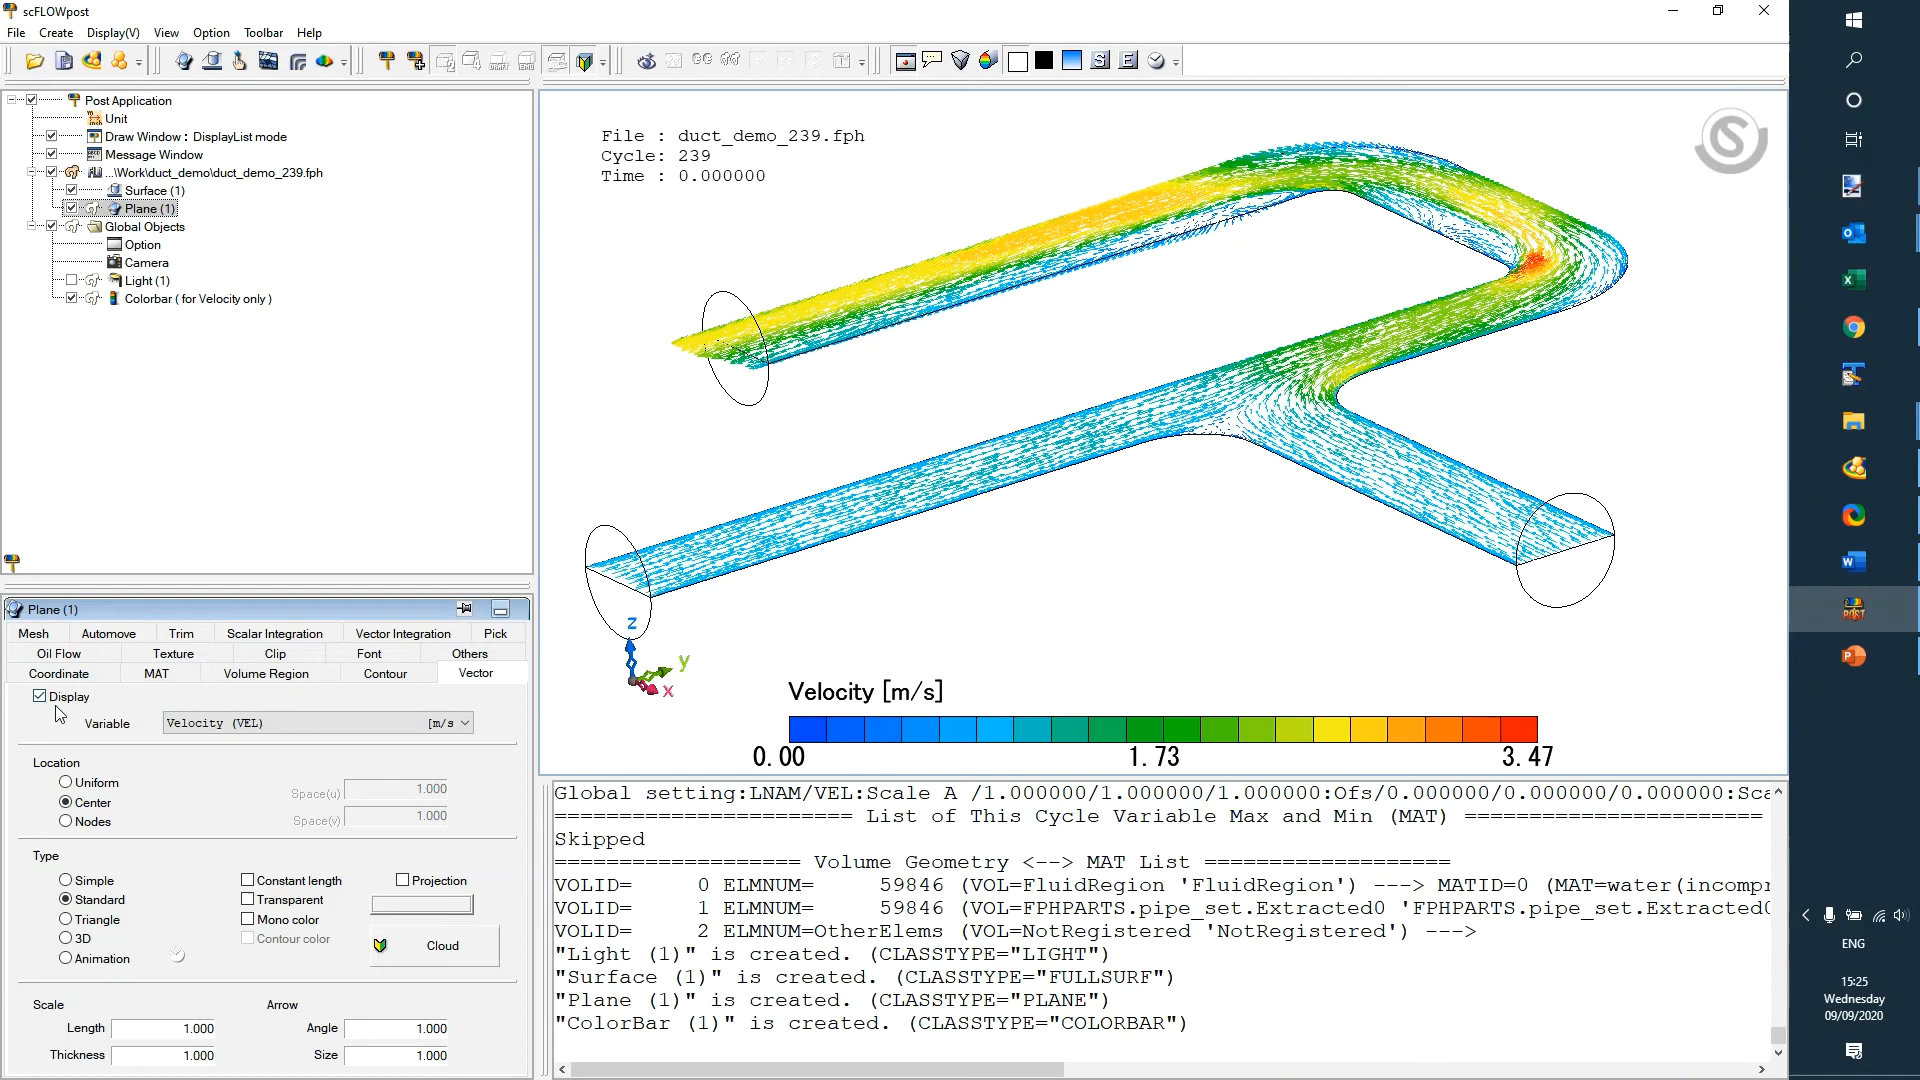 scFLOWpost
File Create Display(V) View Option Toolbar Help
Post Application
Unit
Draw Window : DisplayList mode
Message Window
...\Work\duct_demo\duct_demo_239.fph
Surface (1)
Plane (1)
Global Objects
Option
Camera
Light (1)
Colorbar ( for Velocity only )
File : duct_demo_239.fph
Cycle: 239
Time : 0.000000
z
y
x
Velocity [m/s]
0.00 1.73 3.47
Plane (1)
Mesh Automove Trim Scalar Integration Vector Integration Pick
Oil Flow Texture Clip Font Others
Coordinate MAT Volume Region Contour Vector
Display
Variable Velocity (VEL) [m/s
Location
Uniform
Space(u) 1.000
Center
Nodes
Space(v) 1.000
Type
Simple Constant length Projection
Standard Transparent
Triangle Mono color
3D Contour color
Cloud
Animation
Scale Arrow
Length 1.000 Angle 1.000
Thickness 1.000 Size 1.000
Global setting:LNAM/VEL:Scale A /1.000000/1.000000/1.000000:Ofs/0.000000/0.000000/0.000000:Sca
======================= List of This Cycle Variable Max and Min (MAT) =======================
Skipped
=================== Volume Geometry <--> MAT List ===================
VOLID= 0 ELMNUM= 59846 (VOL=FluidRegion 'FluidRegion') ---> MATID=0 (MAT=water(incompr
VOLID= 1 ELMNUM= 59846 (VOL=FPHPARTS.pipe_set.Extracted0 'FPHPARTS.pipe_set.Extracted0
VOLID= 2 ELMNUM=OtherElems (VOL=NotRegistered 'NotRegistered') --->
"Light (1)" is created. (CLASSTYPE="LIGHT")
"Surface (1)" is created. (CLASSTYPE="FULLSURF")
"Plane (1)" is created. (CLASSTYPE="PLANE")
"ColorBar (1)" is created. (CLASSTYPE="COLORBAR")
ENG
15:25
Wednesday
09/09/2020